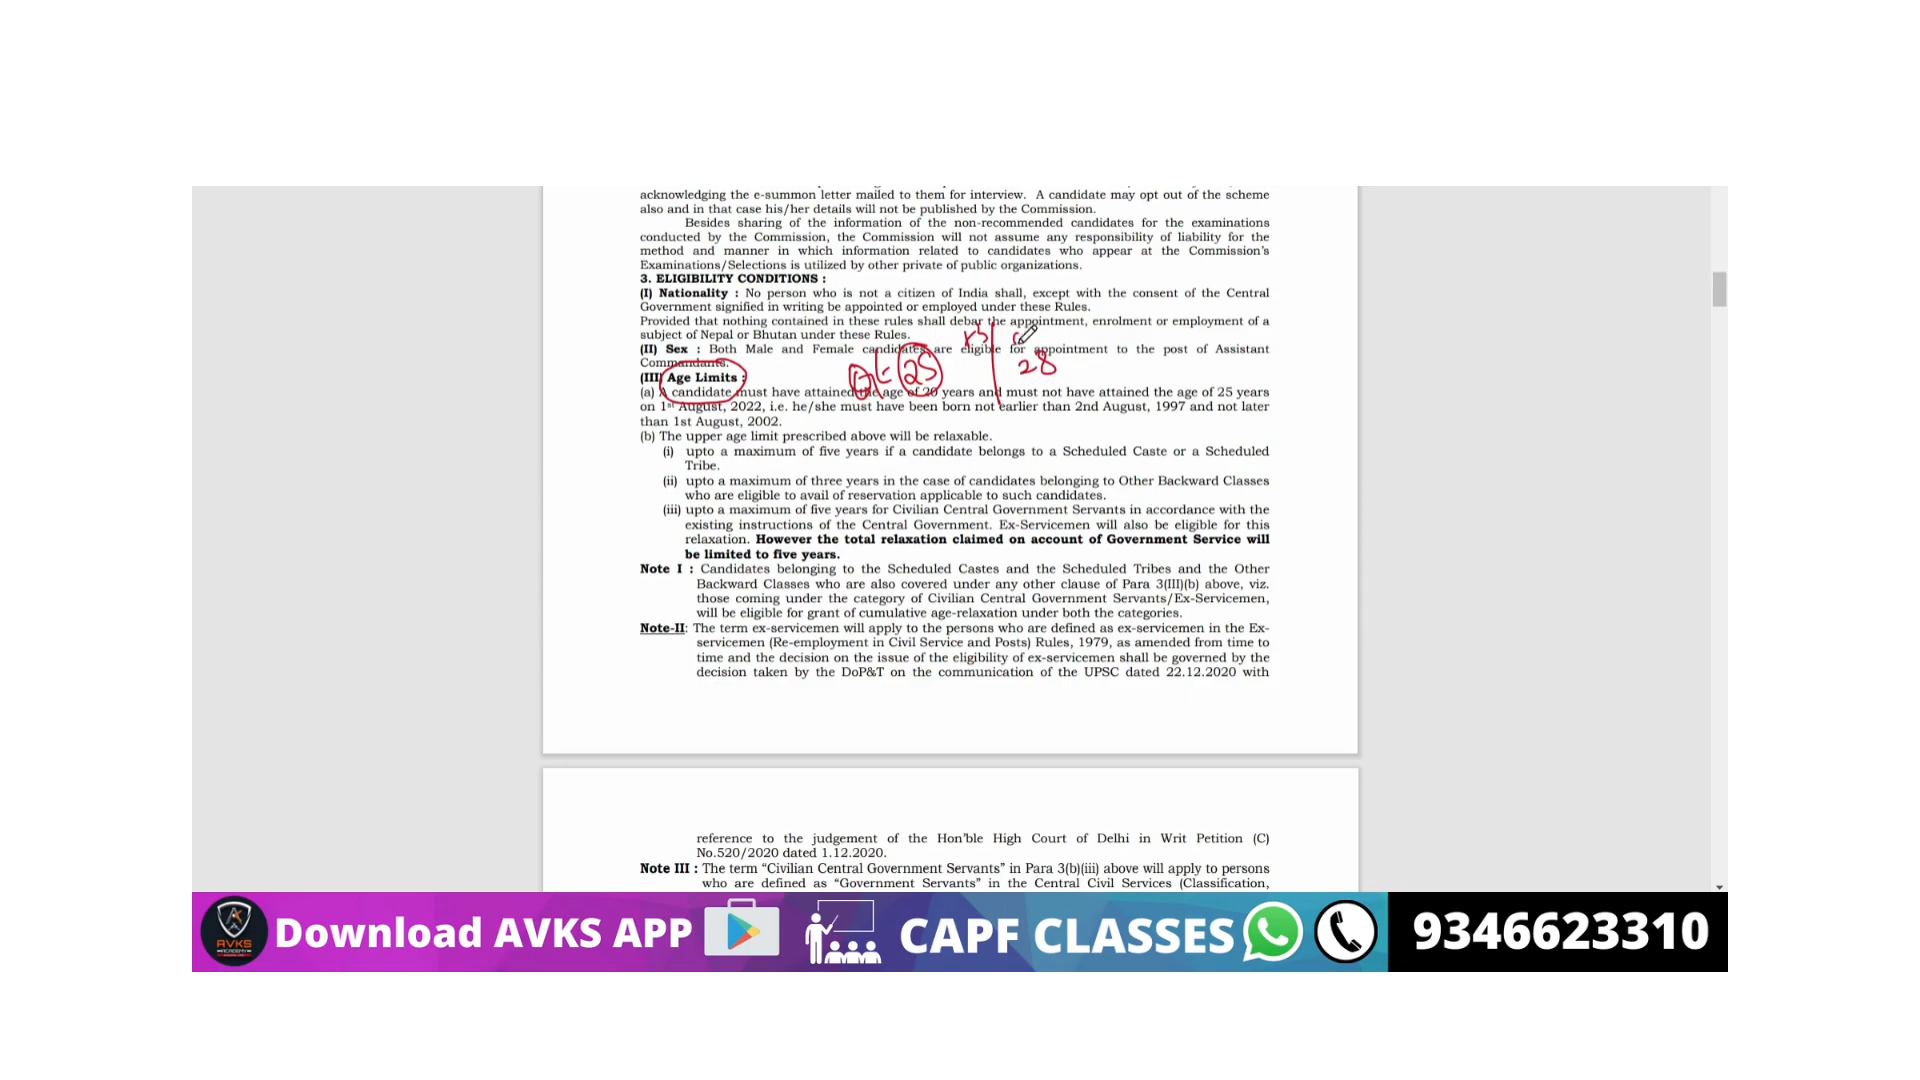 acknowledging the e-summon letter mailed to them for interview. A candidate may opt out of the scheme
also and in that case his/her details will not be published by the Commission.
Besides sharing of the information of the non-recommended candidates for the examinations
conducted by the Commission, the Commission will not assume any responsibility of liability for the
method and manner in which information related to candidates who appear at the Commission's
Examinations/Selections is utilized by other private of public organizations.
3. ELIGIBILITY CONDITIONS :
(I) Nationality : No person who is not a citizen of India shall, except with the consent of the Central
Government signified in writing be appointed or employed under these Rules.
Provided that nothing contained in these rules shall debar the appointment, enrolment or employment of a
subject of Nepal or Bhutan under these Rules.
(II) Sex : Both Male and Female candidates are eligible for appointment to the post of Assistant
Commandants.
25
28
(III) Age Limits :
(a) A candidate must have attained the age of 20 years and must not have attained the age of 25 years
on 1st August, 2022, i.e. he/she must have been born not earlier than 2nd August, 1997 and not later
than 1st August, 2002.
(b) The upper age limit prescribed above will be relaxable.
(i) upto a maximum of five years if a candidate belongs to a Scheduled Caste or a Scheduled
Tribe.
(ii) upto a maximum of three years in the case of candidates belonging to Other Backward Classes
who are eligible to avail of reservation applicable to such candidates.
(iii) upto a maximum of five years for Civilian Central Government Servants in accordance with the
existing instructions of the Central Government. Ex-Servicemen will also be eligible for this
relaxation. However the total relaxation claimed on account of Government Service will
be limited to five years.
Note I : Candidates belonging to the Scheduled Castes and the Scheduled Tribes and the Other
Backward Classes who are also covered under any other clause of Para 3(III)(b) above, viz.
those coming under the category of Civilian Central Government Servants/Ex-Servicemen,
will be eligible for grant of cumulative age-relaxation under both the categories.
Note-II: The term ex-servicemen will apply to the persons who are defined as ex-servicemen in the Ex-
servicemen (Re-employment in Civil Service and Posts) Rules, 1979, as amended from time to
time and the decision on the issue of the eligibility of ex-servicemen shall be governed by the
decision taken by the DoP&T on the communication of the UPSC dated 22.12.2020 with
reference to the judgement of the Hon'ble High Court of Delhi in Writ Petition (C)
No.520/2020 dated 1.12.2020.
Note III : The term “Civilian Central Government Servants” in Para 3(b)(iii) above will apply to persons
who are defined as “Government Servants” in the Central Civil Services (Classification,
AVKS
Download AVKS APP CAPF CLASSES 9346623310